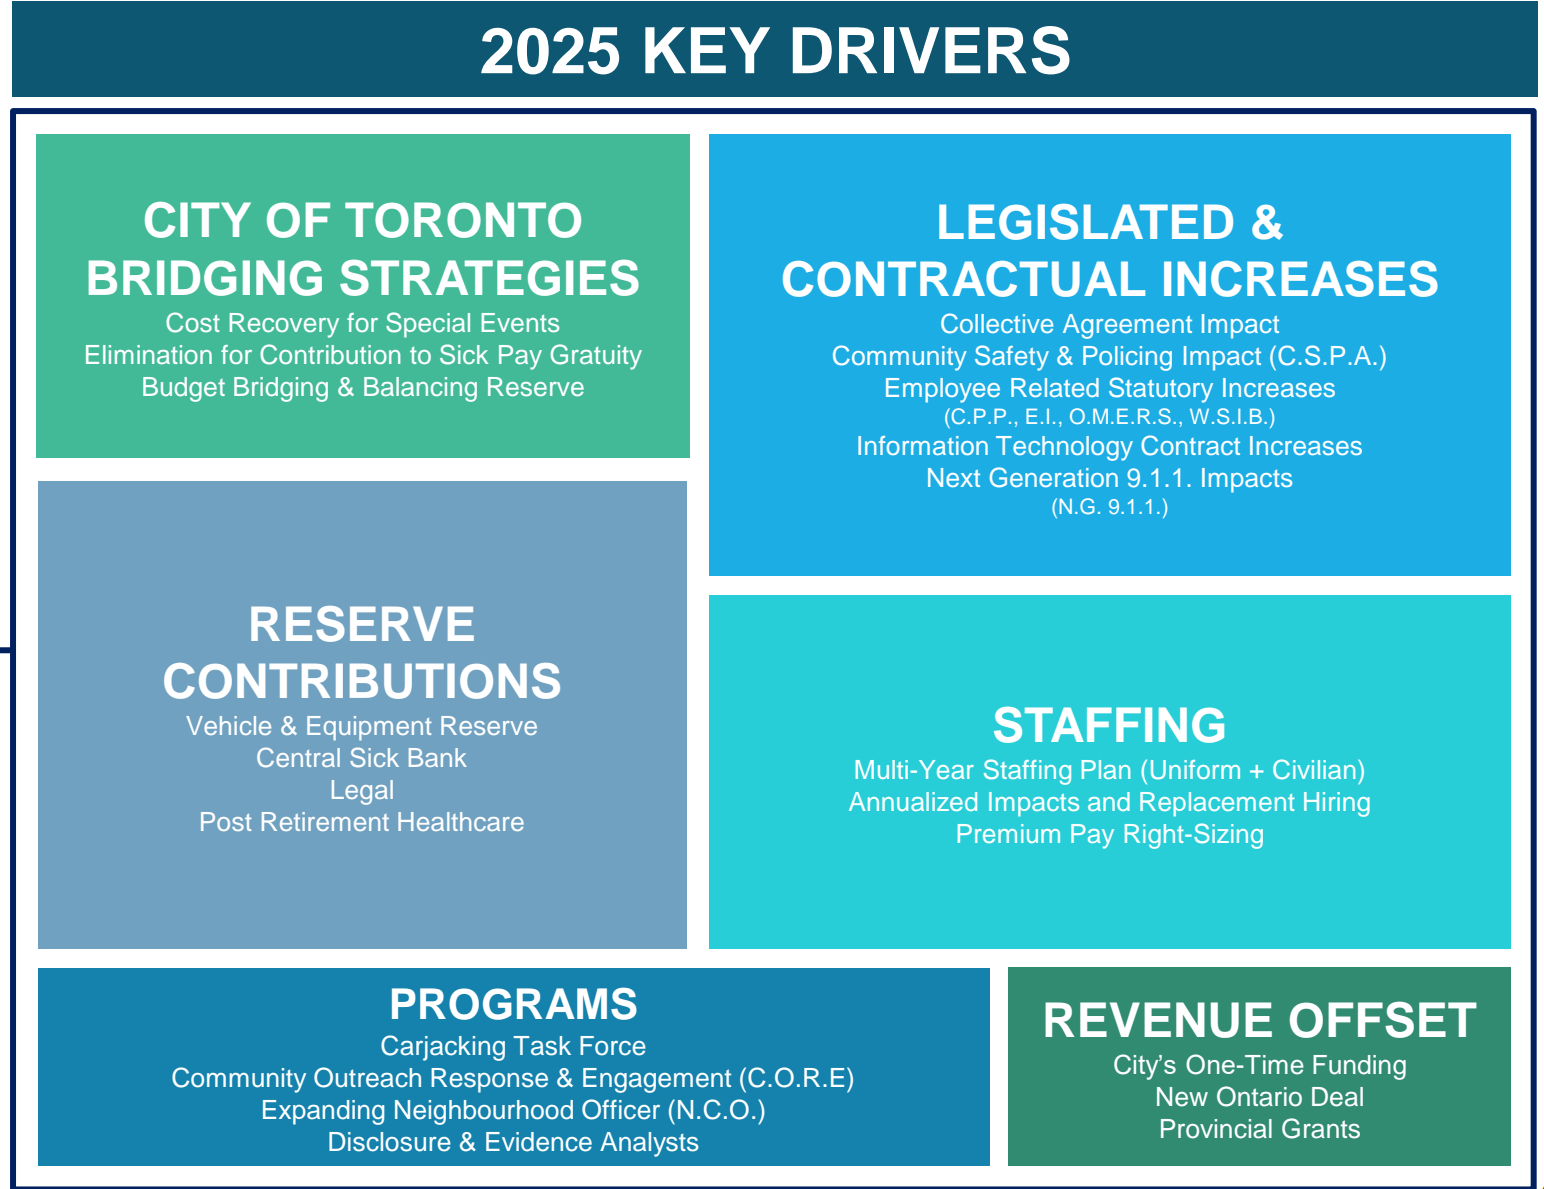 2025 KEY DRIVERS
CITY OF TORONTO
BRIDGING STRATEGIES
Cost Recovery for Special Events
Elimination for Contribution to Sick Pay Gratuity
Budget Bridging & Balancing Reserve
LEGISLATED &
CONTRACTUAL INCREASES
Collective Agreement Impact
Community Safety & Policing Impact (C.S.P.A.)
Employee Related Statutory Increases
(C.P.P., E.I., O.M.E.R.S., W.S.I.B.)
Information Technology Contract Increases
Next Generation 9.1.1. Impacts
(N.G. 9.1.1.)
RESERVE
CONTRIBUTIONS
Vehicle & Equipment Reserve
Central Sick Bank
Legal
Post Retirement Healthcare
STAFFING
Multi-Year Staffing Plan (Uniform + Civilian)
Annualized Impacts and Replacement Hiring
Premium Pay Right-Sizing
PROGRAMS
Carjacking Task Force
Community Outreach Response & Engagement (C.O.R.E)
Expanding Neighbourhood Officer (N.C.O.)
Disclosure & Evidence Analysts
REVENUE OFFSET
City’s One-Time Funding
New Ontario Deal
Provincial Grants